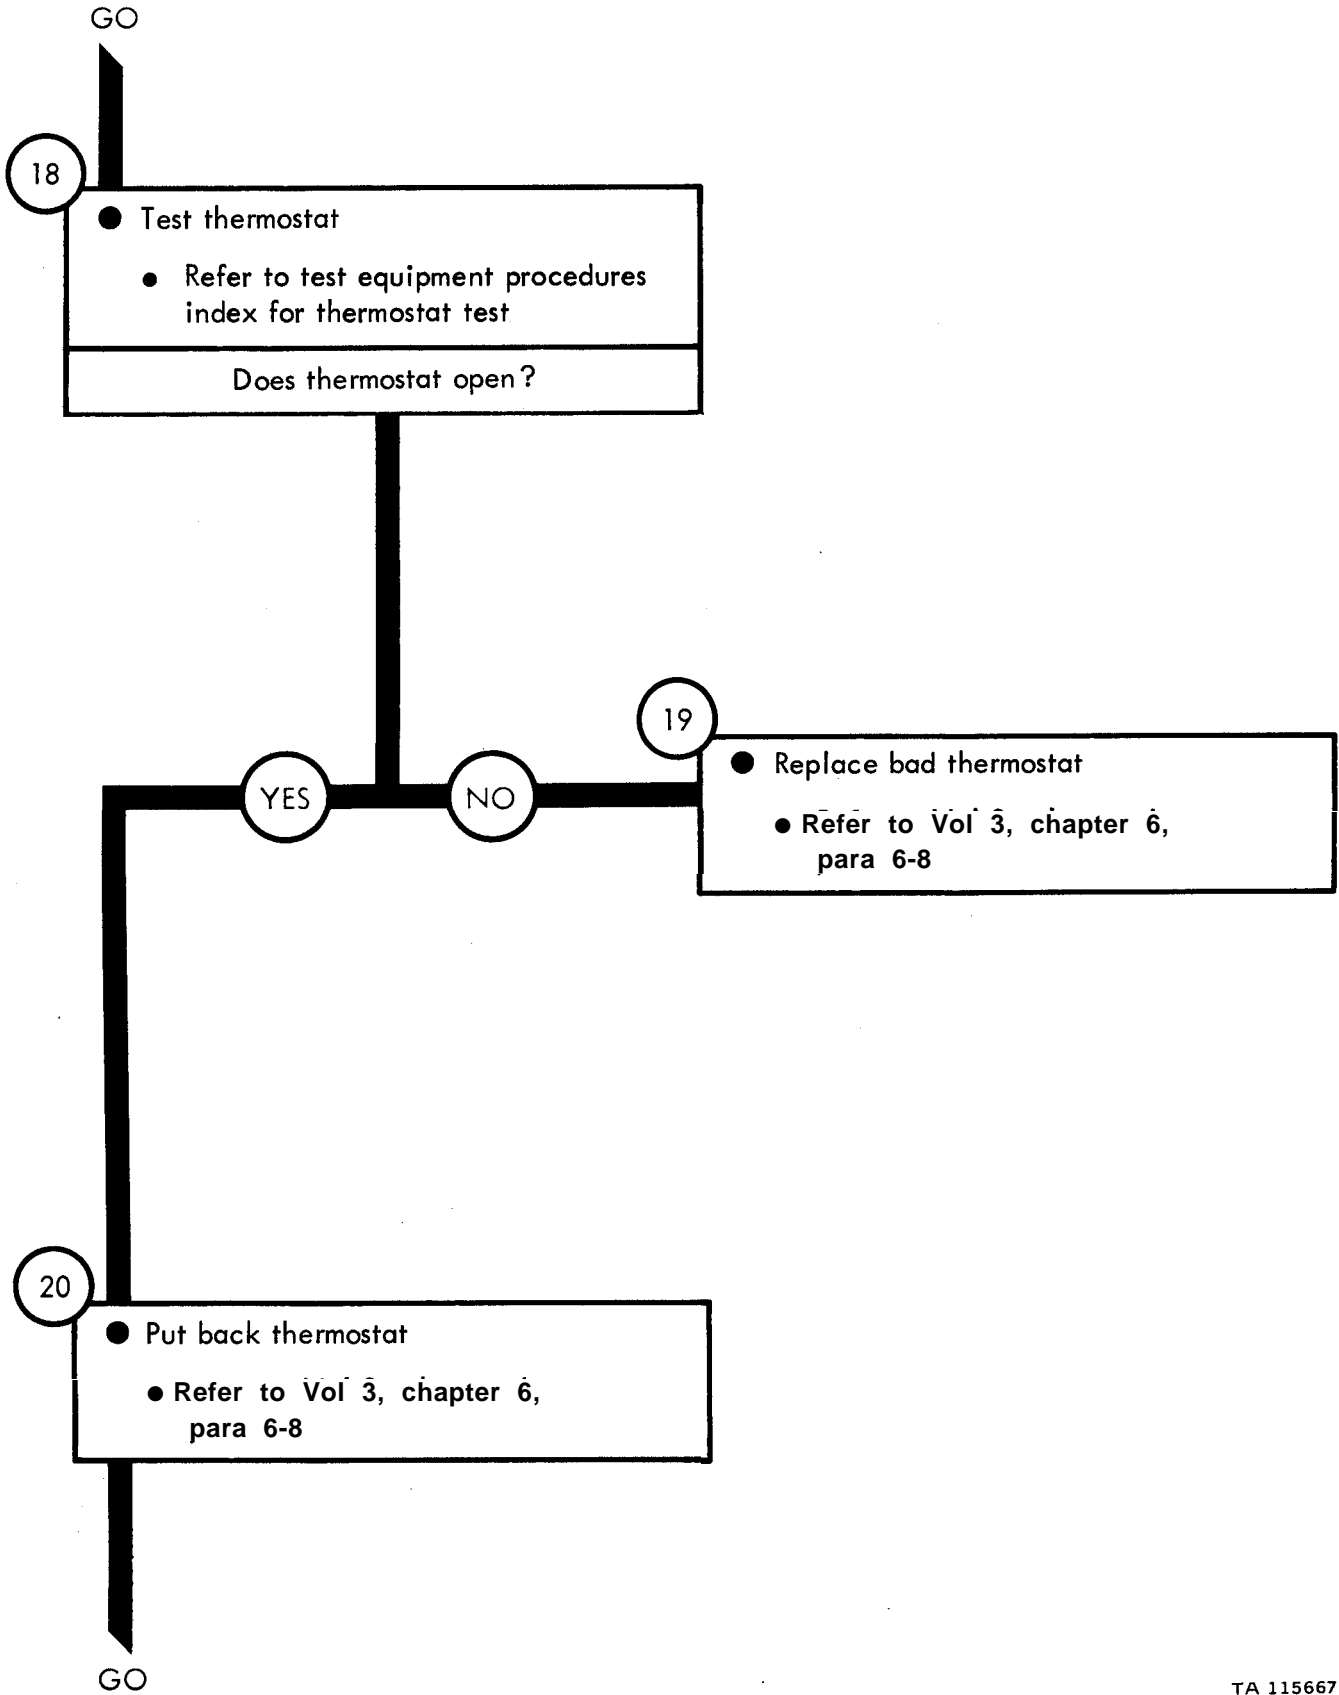 GO
18
● Test thermostat
● Refer to test equipment procedures
index for thermostat test
Does thermostat open?
YES
NO
19
● Replace bad thermostat
● Refer to Vol 3, chapter 6,
para 6-8
20
● Put back thermostat
● Refer to Vol 3, chapter 6,
para 6-8
GO
TA 115667